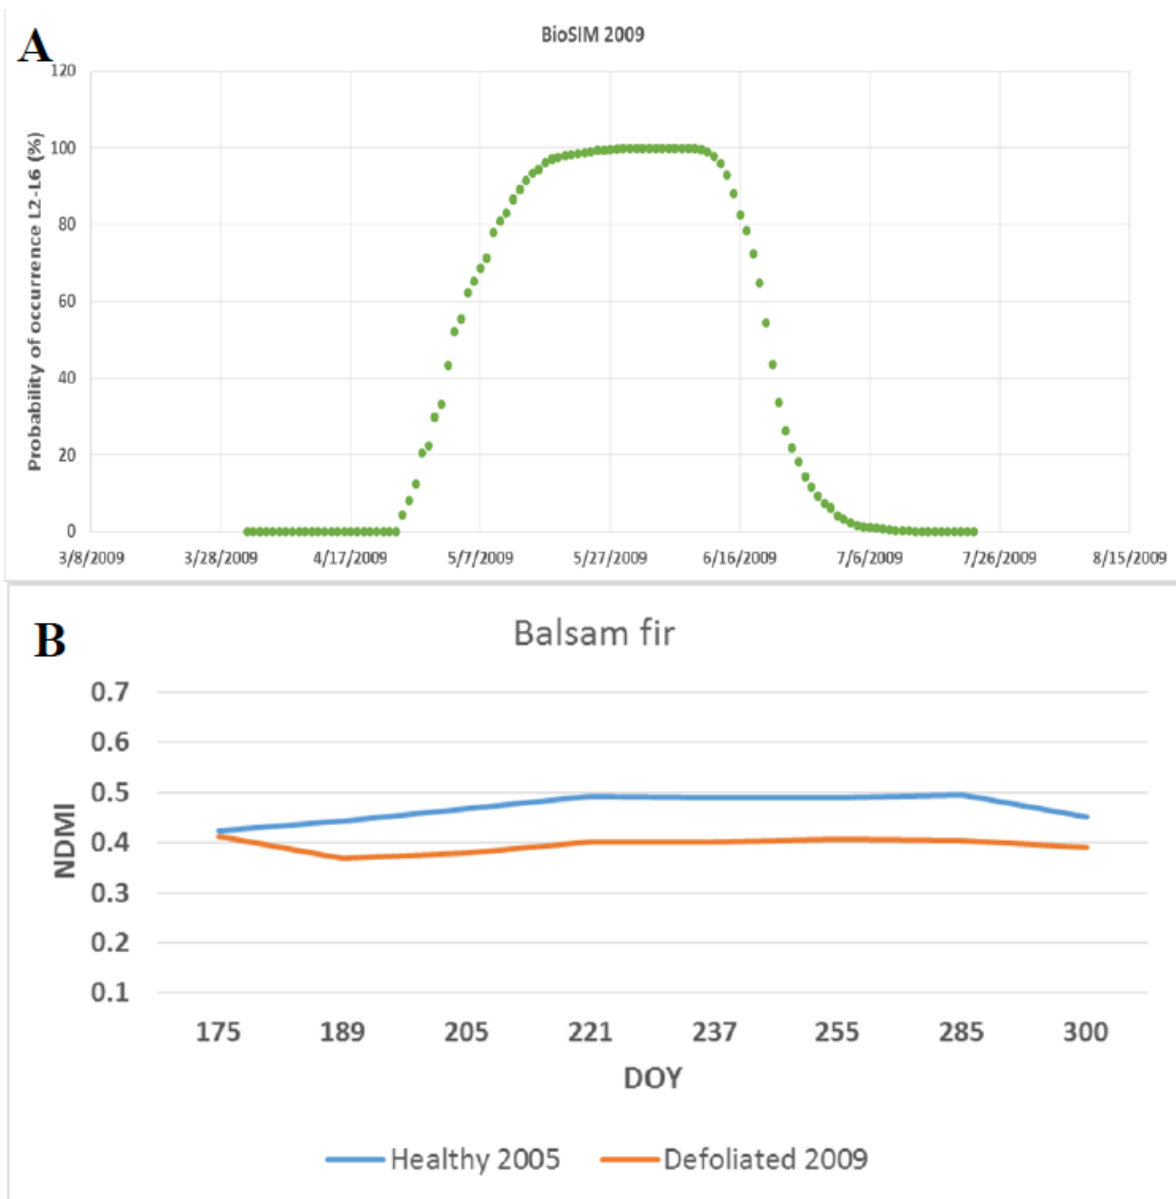 A
BioSIM 2009
Probability of occurrence L2-L6 (%)
120
100
80
60
40
20
0
3/8/2009 3/28/2009 4/17/2009 5/7/2009 5/27/2009 6/16/2009 7/6/2009 7/26/2009 8/15/2009
B
Balsam fir
NDMI
0.7
0.6
0.5
0.4
0.3
0.2
0.1
175 189 205 221 237 255 285 300
DOY
Healthy 2005 Defoliated 2009